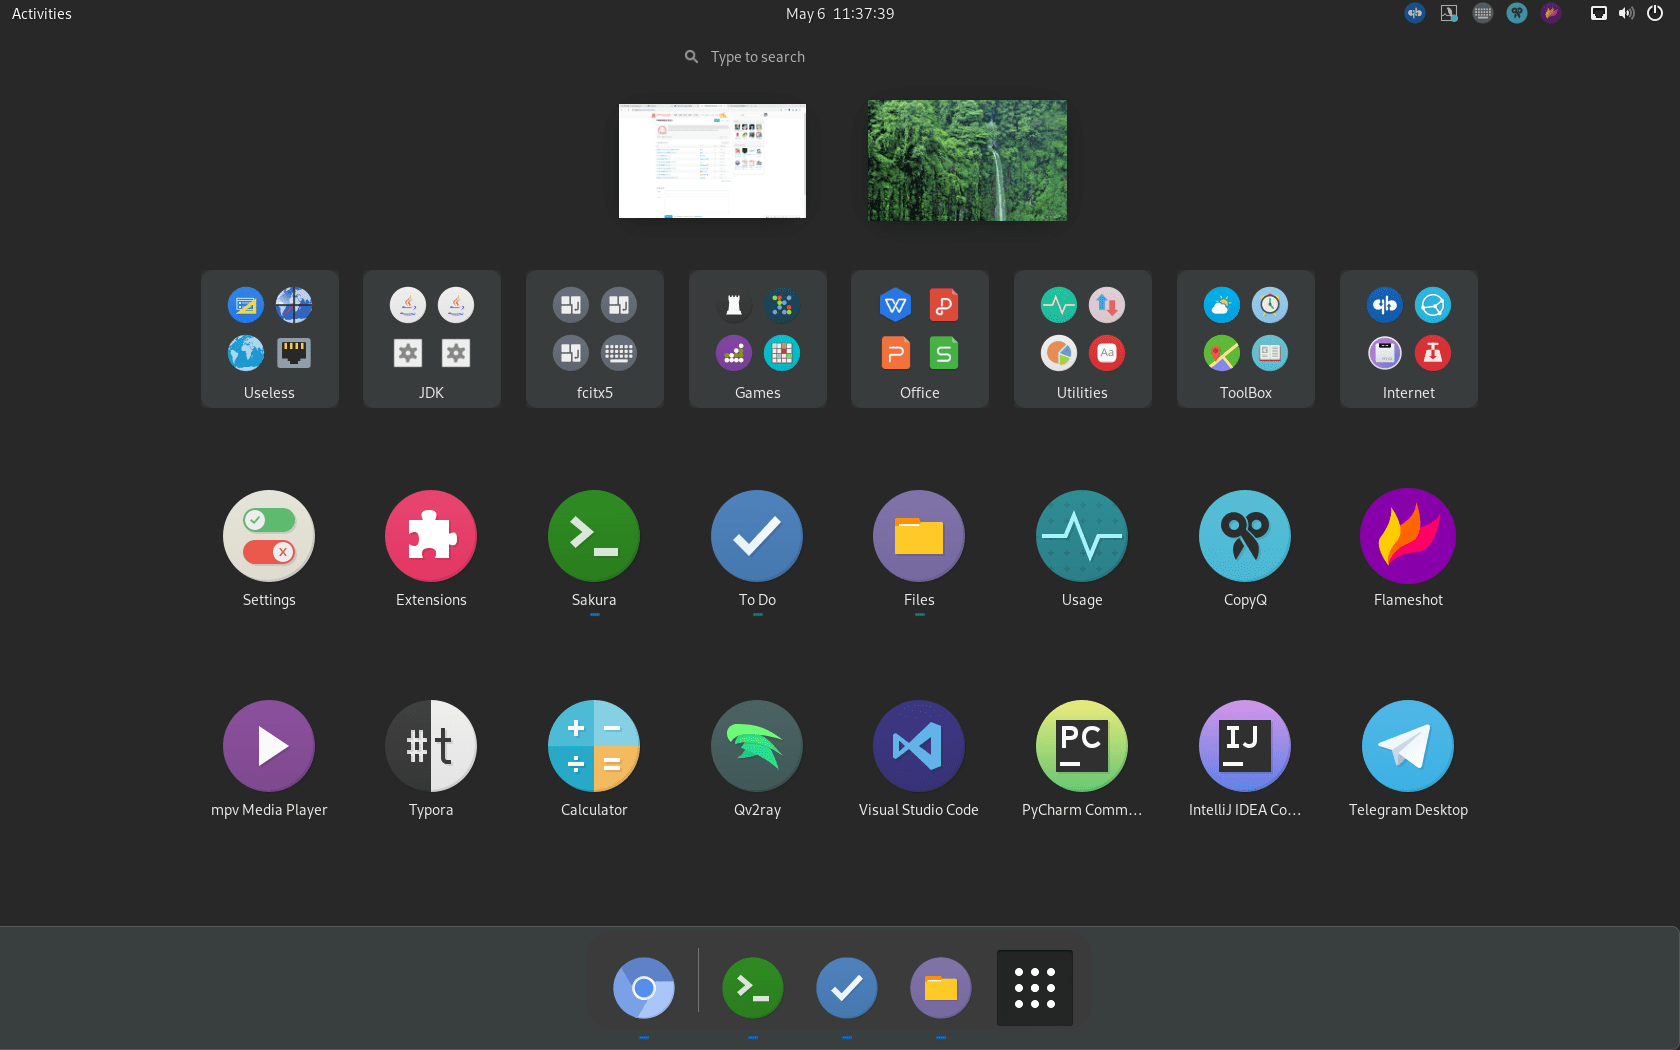 Activities
May 6 11:37:39
Type to search
Useless
JDK
fcitx5
Games
Office
Utilities
ToolBox
Internet
Settings
Extensions
Sakura
To Do
Files
Usage
CopyQ
Flameshot
#t
PC
IJ
mpv Media Player
Typora
Calculator
Qv2ray
Visual Studio Code
PyCharm Comm...
IntelliJ IDEA Co...
Telegram Desktop